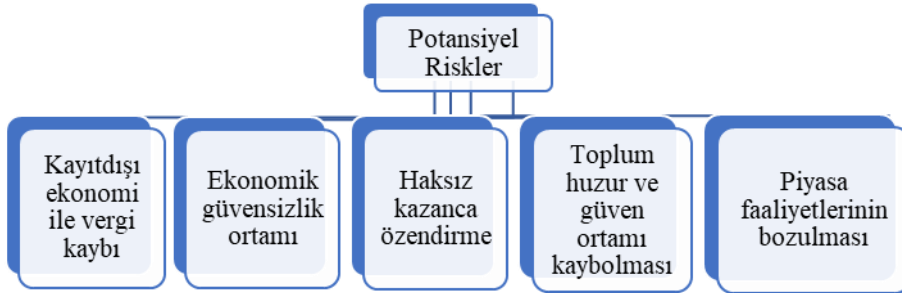 Potansiyel
Riskler
Kayıtdışı
ekonomi
ile vergi
kaybı
Ekonomik
güvensizlik
ortamı
Haksız
kazanca
özendirme
Toplum
huzur ve
güven
ortamı
kaybolması
Piyasa
faaliyetlerinin
bozulması